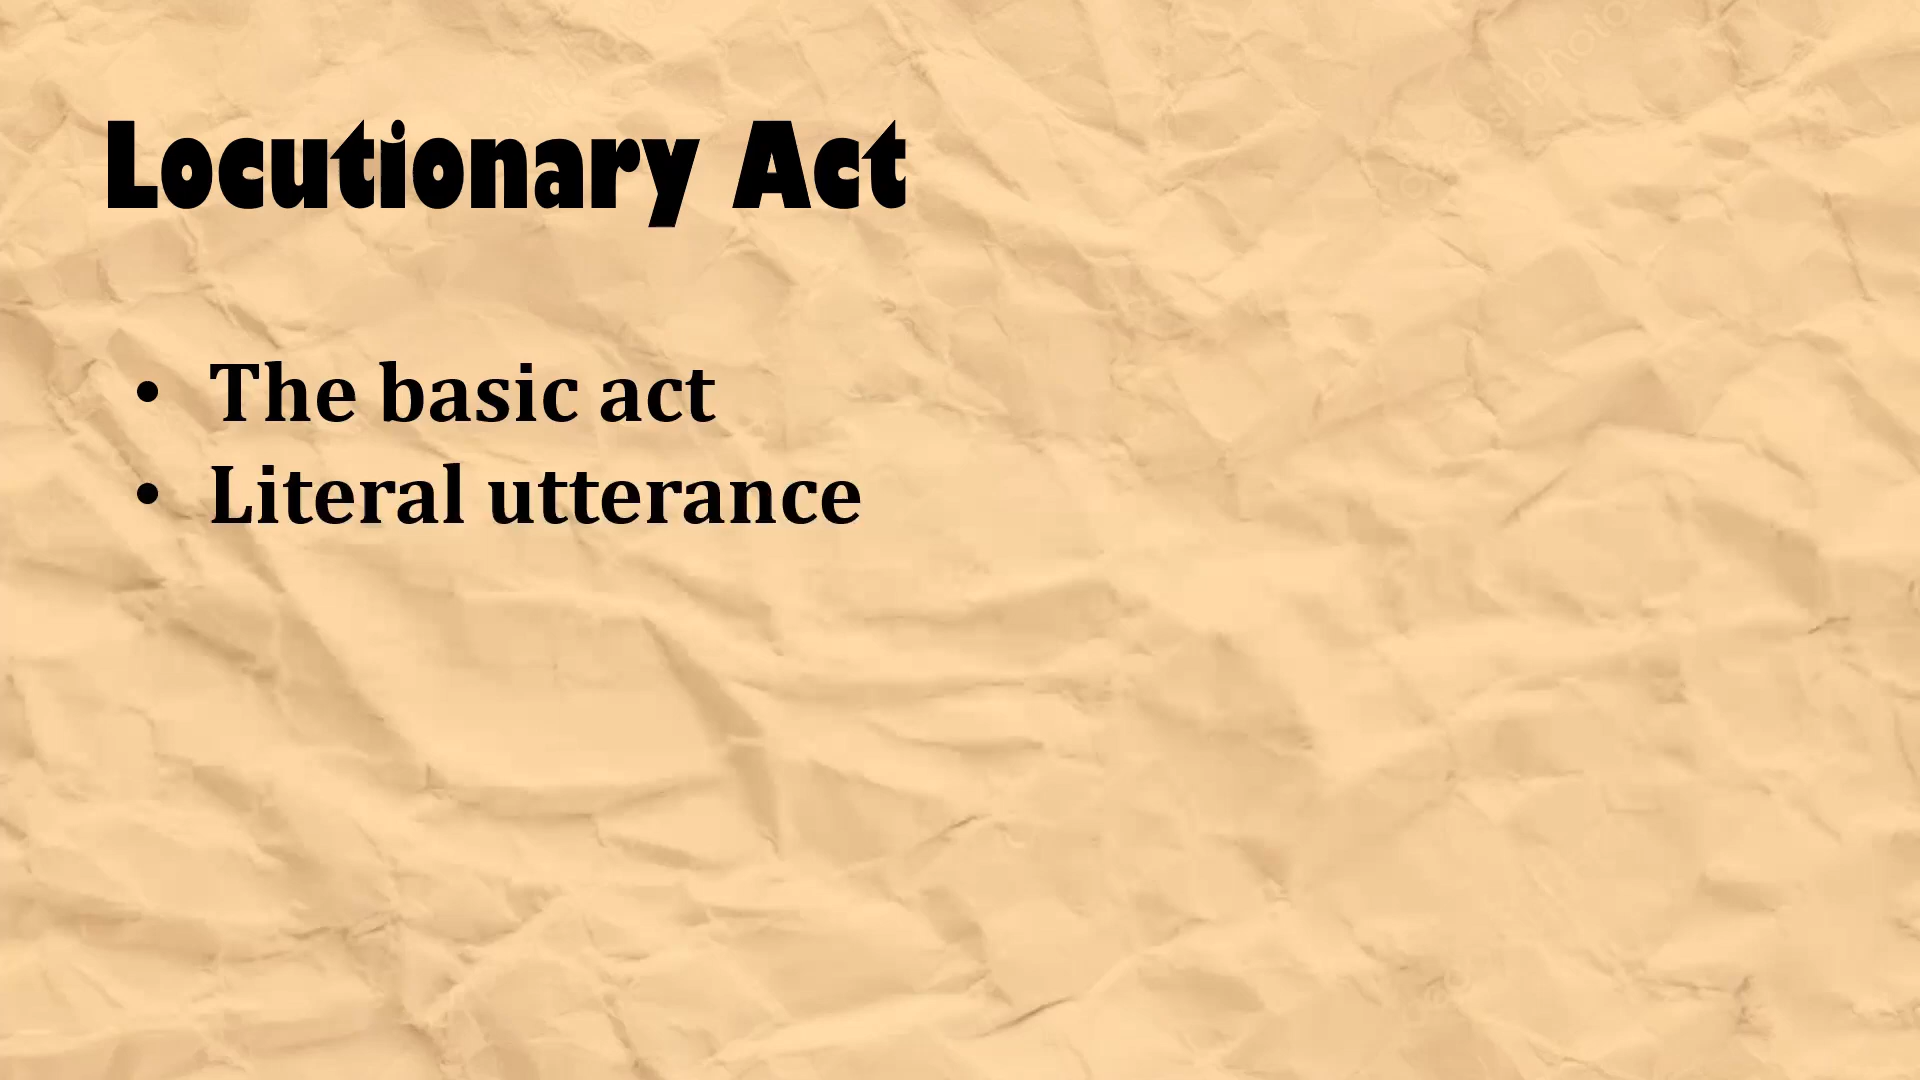 Locutionary Act
• The basic act
• Literal utterance